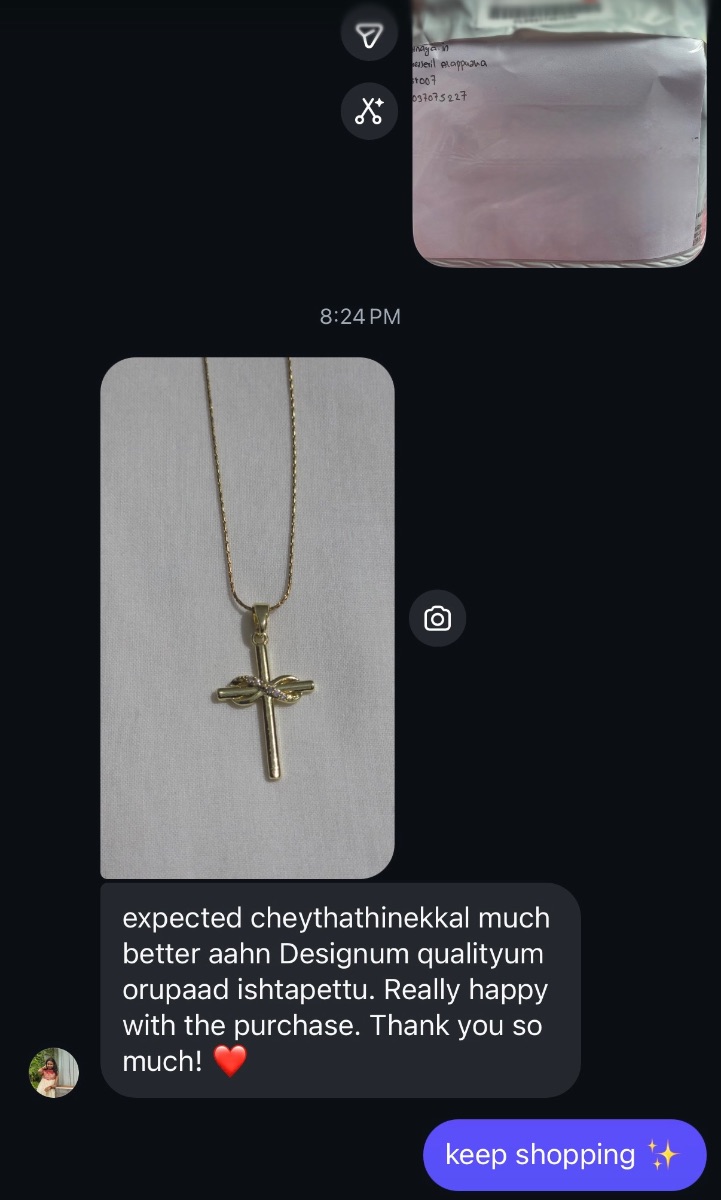 alappuzha
8:24 PM
expected cheythathinekkal much
better aahn Designum qualityum
orupaad ishtapettu. Really happy
with the purchase. Thank you so
much! ❤️
keep shopping ✨